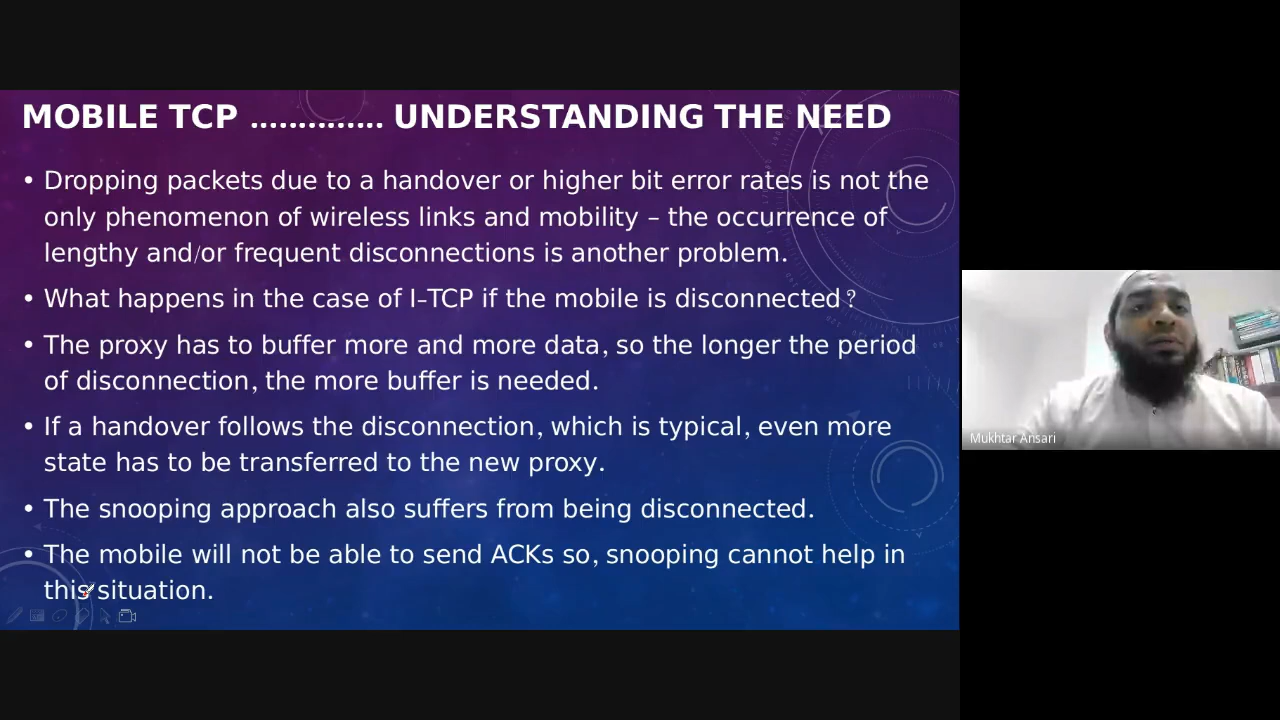 MOBILE TCP ............. UNDERSTANDING THE NEED
• Dropping packets due to a handover or higher bit error rates is not the
only phenomenon of wireless links and mobility – the occurrence of
lengthy and/or frequent disconnections is another problem.
• What happens in the case of I-TCP if the mobile is disconnected?
• The proxy has to buffer more and more data, so the longer the period
of disconnection, the more buffer is needed.
• If a handover follows the disconnection, which is typical, even more
state has to be transferred to the new proxy.
• The snooping approach also suffers from being disconnected.
• The mobile will not be able to send ACKs so, snooping cannot help in
this situation.
Mukhtar Ansari